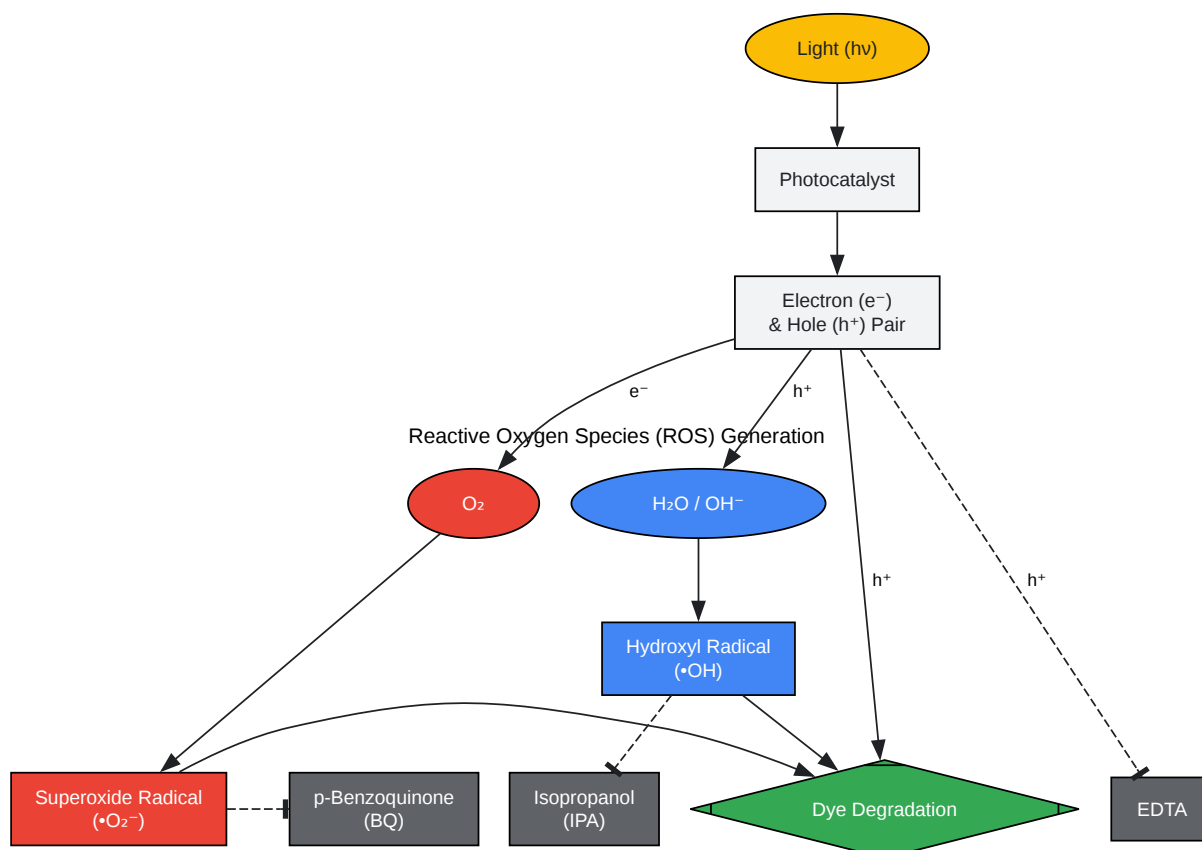 Light (hν)
Photocatalyst
Electron (e⁻)
& Hole (h⁺) Pair
e⁻
h⁺
Reactive Oxygen Species (ROS) Generation
O₂
H₂O / OH⁻
h⁺
h⁺
Hydroxyl Radical
(•OH)
Superoxide Radical
(•O₂⁻)
p-Benzoquinone
(BQ)
Isopropanol
(IPA)
Dye Degradation
EDTA